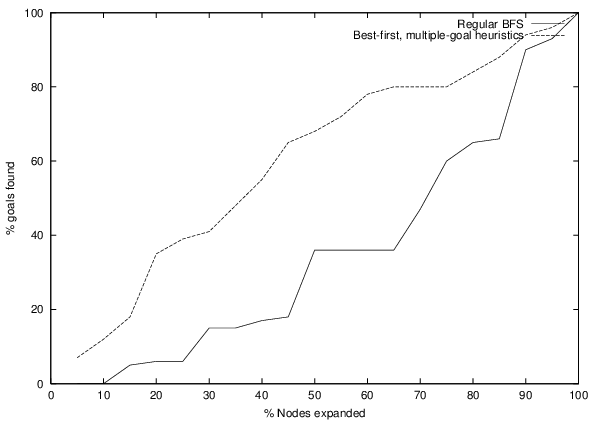 100
80
60
40
20
0
% goals found
Regular BFS
Best-first, multiple-goal heuristics
0 10 20 30 40 50 60 70 80 90 100
% Nodes expanded